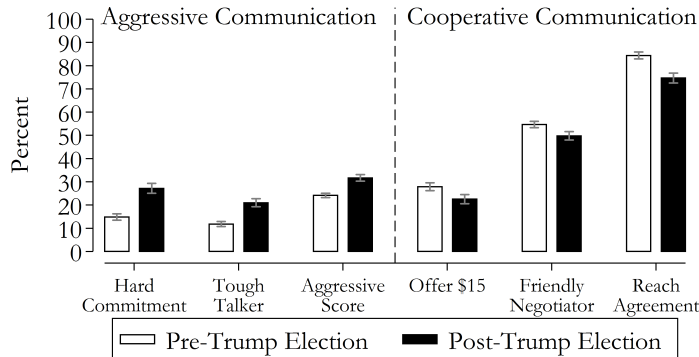 Aggressive Communication
Cooperative Communication
Percent
100
90
80
70
60
50
40
30
20
10
0
Hard
Commitment
Tough
Talker
Aggressive
Score
Offer $15
Friendly
Negotiator
Reach
Agreement
Pre-Trump Election
Post-Trump Election